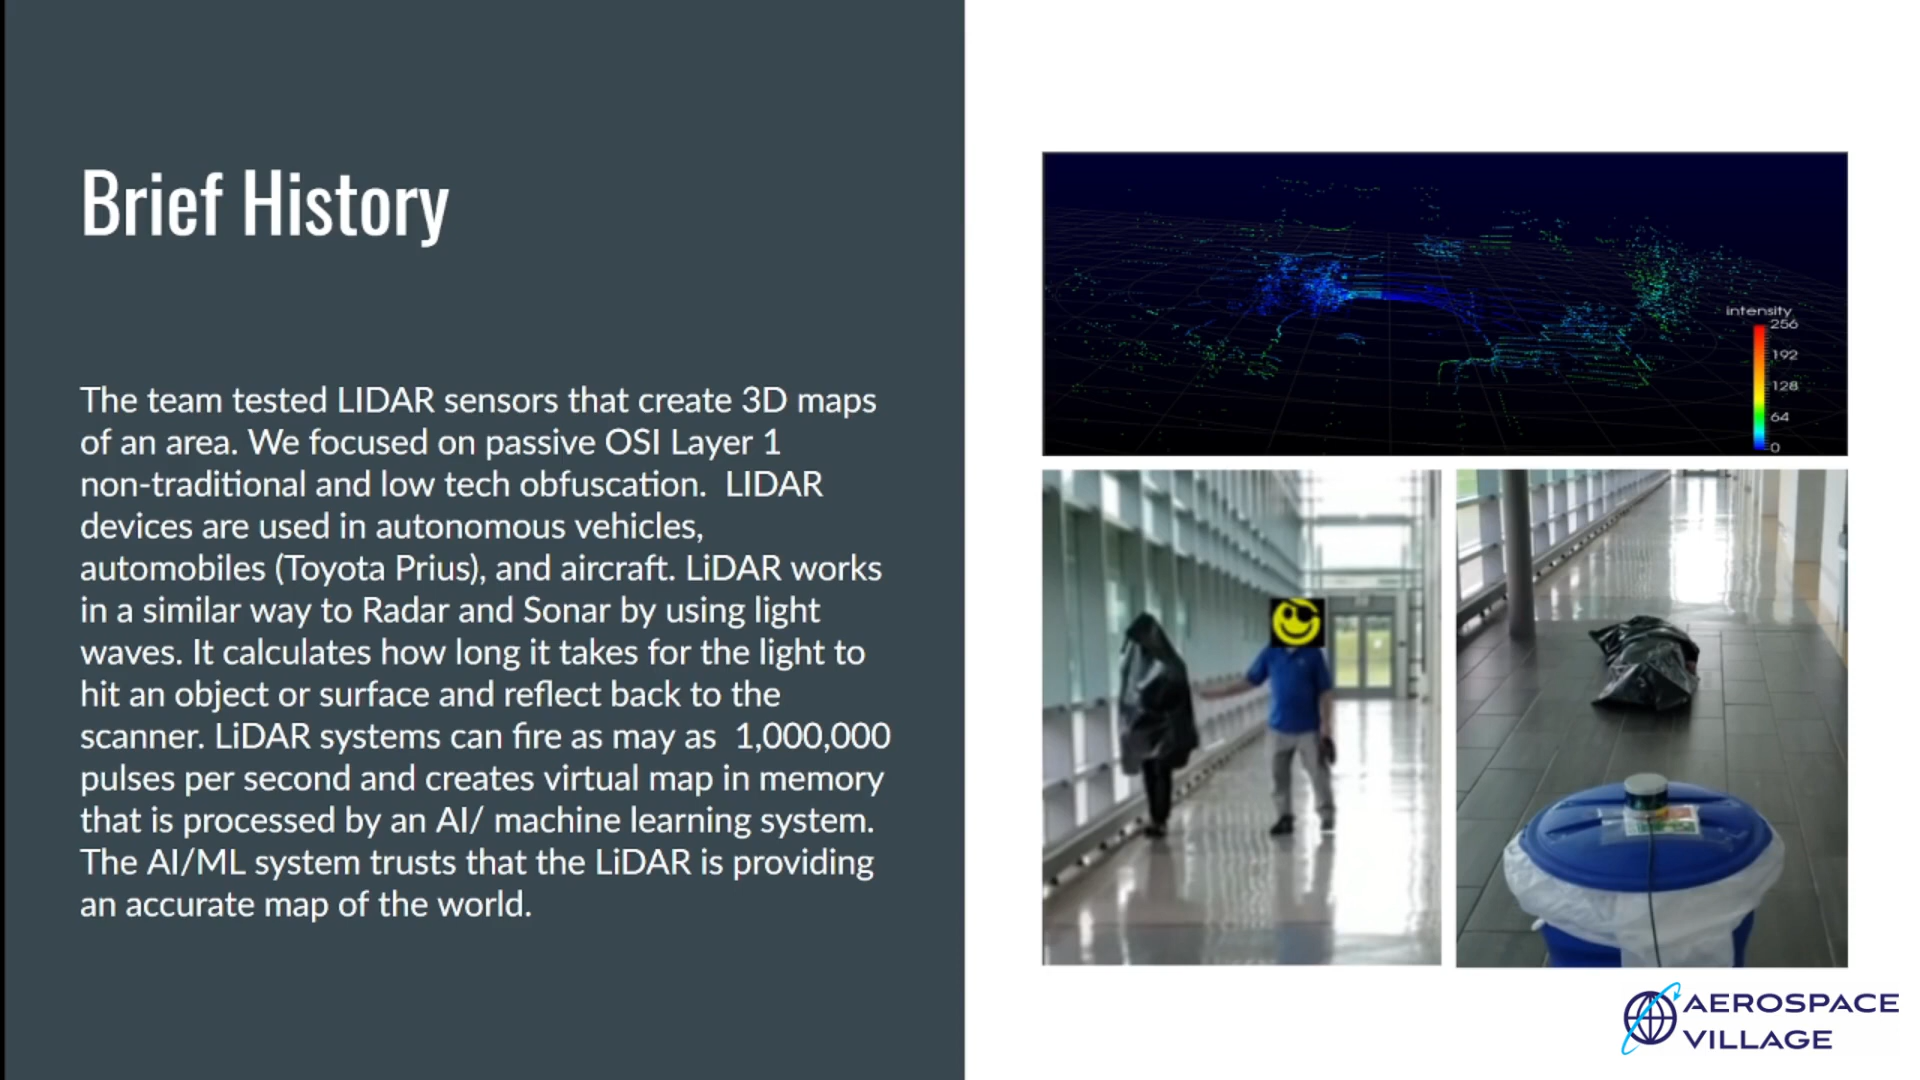 Brief History
The team tested LIDAR sensors that create 3D maps
of an area. We focused on passive OSI Layer 1
non-traditional and low tech obfuscation.  LIDAR
devices are used in autonomous vehicles,
automobiles (Toyota Prius), and aircraft. LiDAR works
in a similar way to Radar and Sonar by using light
waves. It calculates how long it takes for the light to
hit an object or surface and reflect back to the
scanner. LiDAR systems can fire as may as  1,000,000
pulses per second and creates virtual map in memory
that is processed by an AI/ machine learning system.
The AI/ML system trusts that the LiDAR is providing
an accurate map of the world.
intensity
256
192
128
64
0
AEROSPACE
VILLAGE